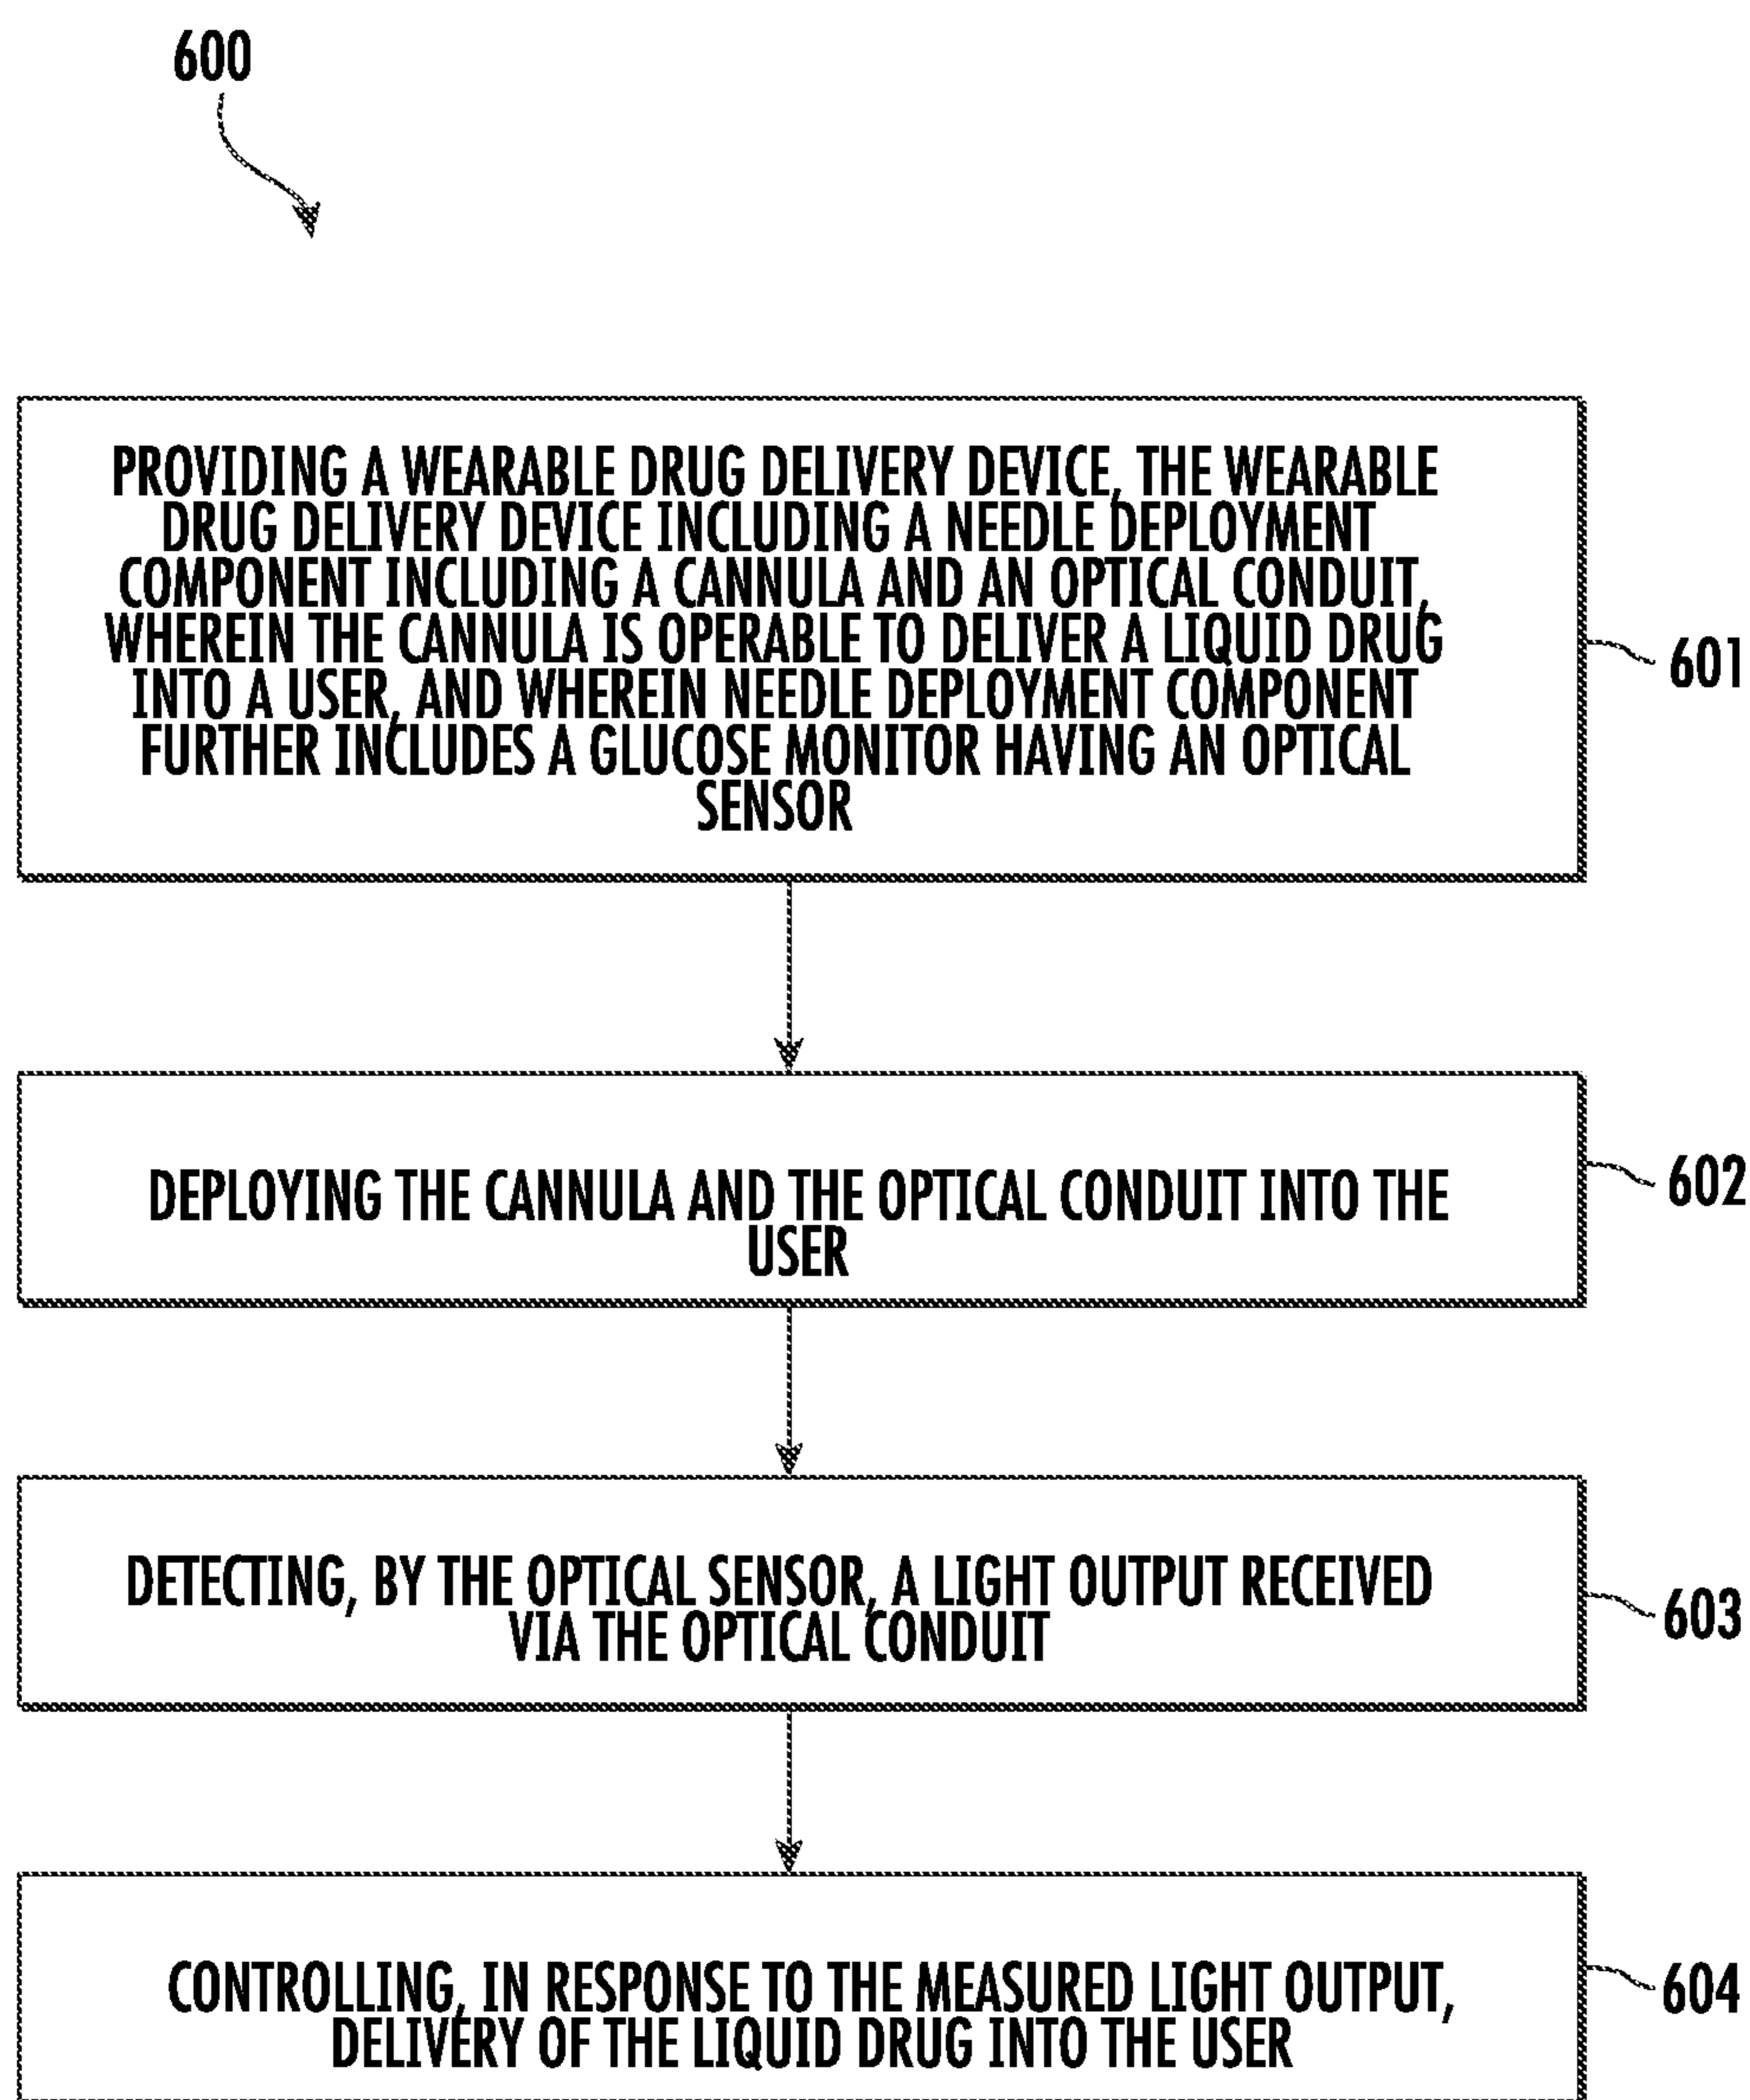 600
PROVIDING A WEARABLE DRUG DELIVERY DEVICE, THE WEARABLE
DRUG DELIVERY DEVICE INCLUDING A NEEDLE DEPLOYMENT
COMPONENT INCLUDING A CANNULA AND AN OPTICAL CONDUIT,
WHEREIN THE CANNULA IS OPERABLE TO DELIVER A LIQUID DRUG
INTO A USER, AND WHEREIN NEEDLE DEPLOYMENT COMPONENT
FURTHER INCLUDES A GLUCOSE MONITOR HAVING AN OPTICAL
SENSOR
601
DEPLOYING THE CANNULA AND THE OPTICAL CONDUIT INTO THE
USER
602
DETECTING, BY THE OPTICAL SENSOR, A LIGHT OUTPUT RECEIVED
VIA THE OPTICAL CONDUIT
603
CONTROLLING, IN RESPONSE TO THE MEASURED LIGHT OUTPUT,
DELIVERY OF THE LIQUID DRUG INTO THE USER
604